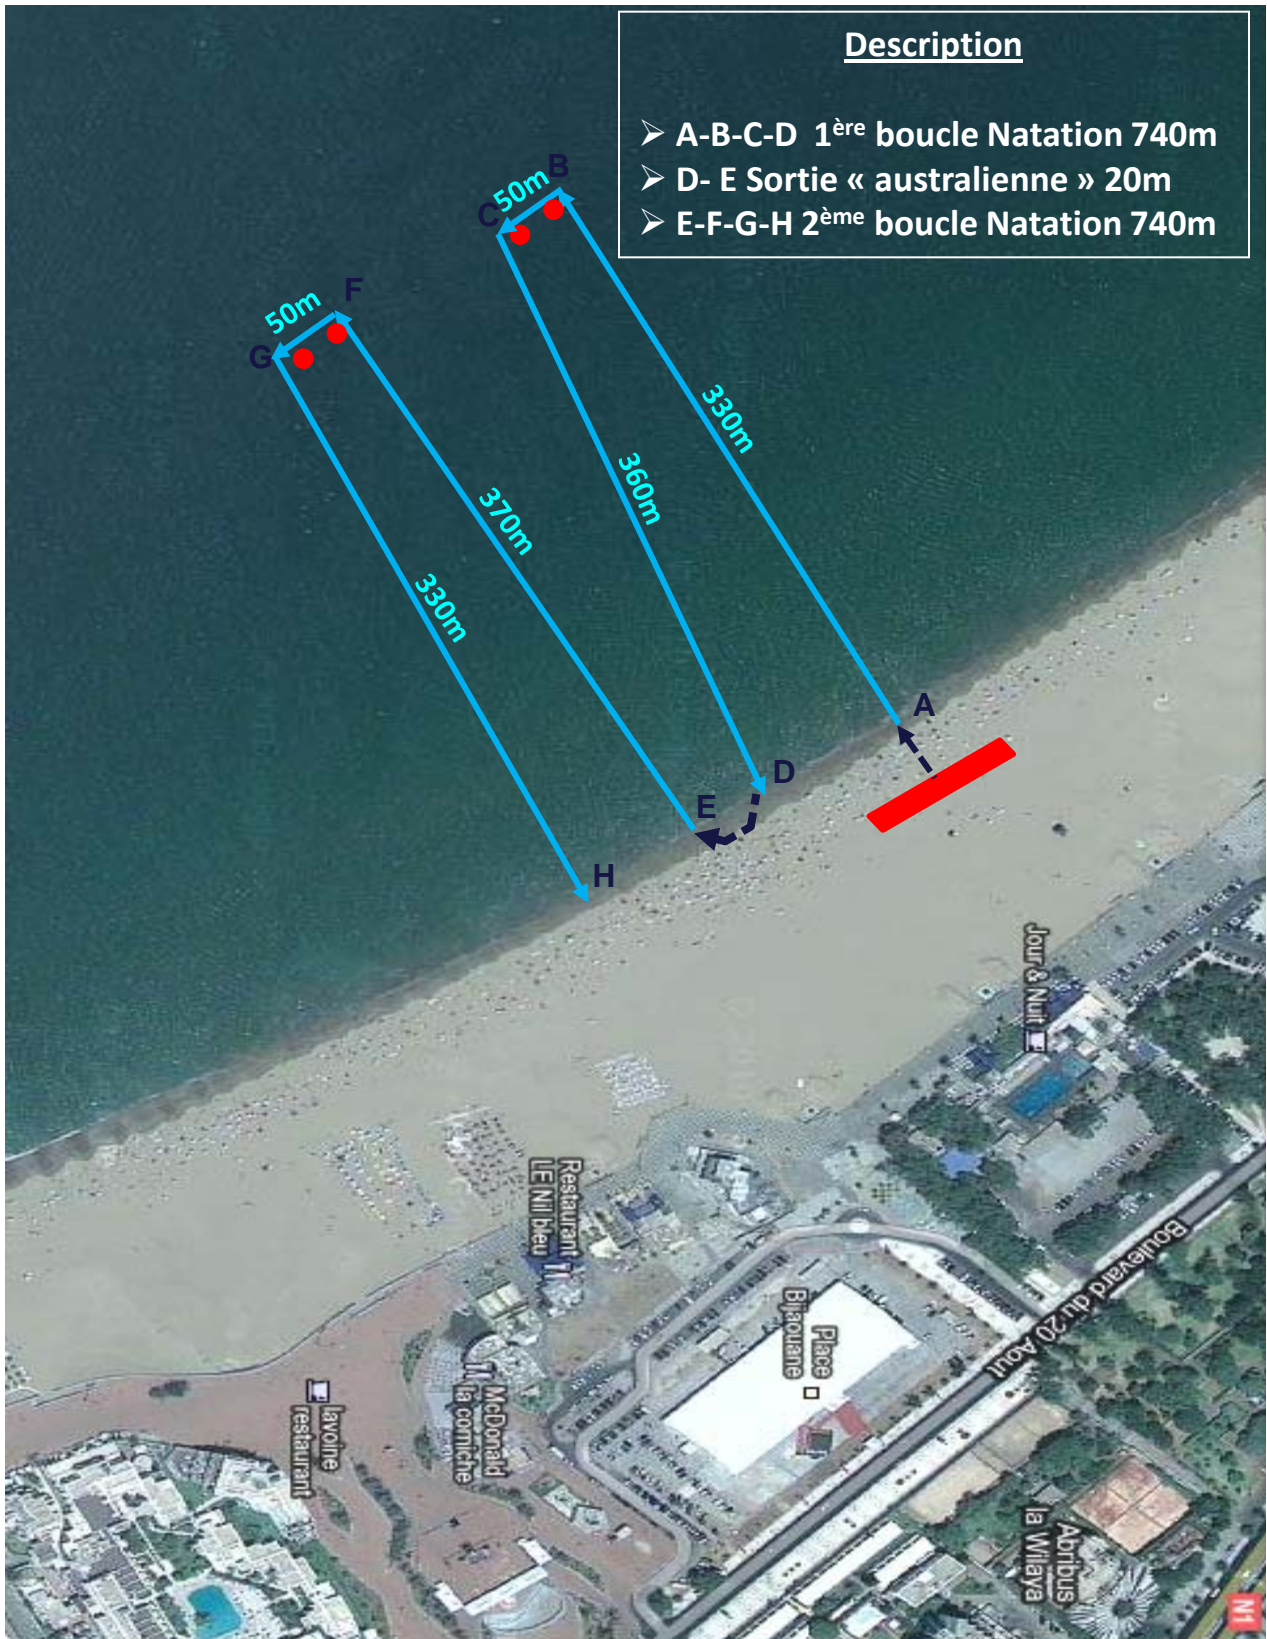 Description
➢ A-B-C-D 1ère boucle Natation 740m
➢ D- E Sortie « australienne » 20m
➢ E-F-G-H 2ème boucle Natation 740m
B
50m
C
F
50m
G
330m
360m
370m
330m
A
D
E
H
Jour & Nuit
Restaurant
LE Nil bleu
Boulevard du 20 Aout
Place
Bijaouane
McDonald
la corniche
lavoine
restaurant
Abribus
la Wilaya
N1